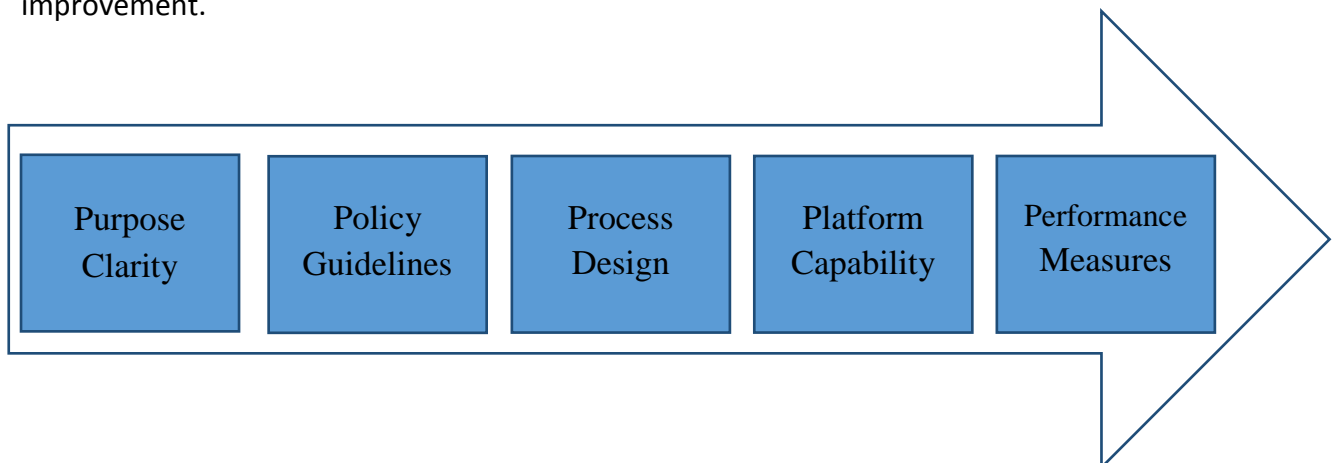 improvement.
Purpose
Clarity
Policy
Guidelines
Process
Design
Platform
Capability
Performance
Measures